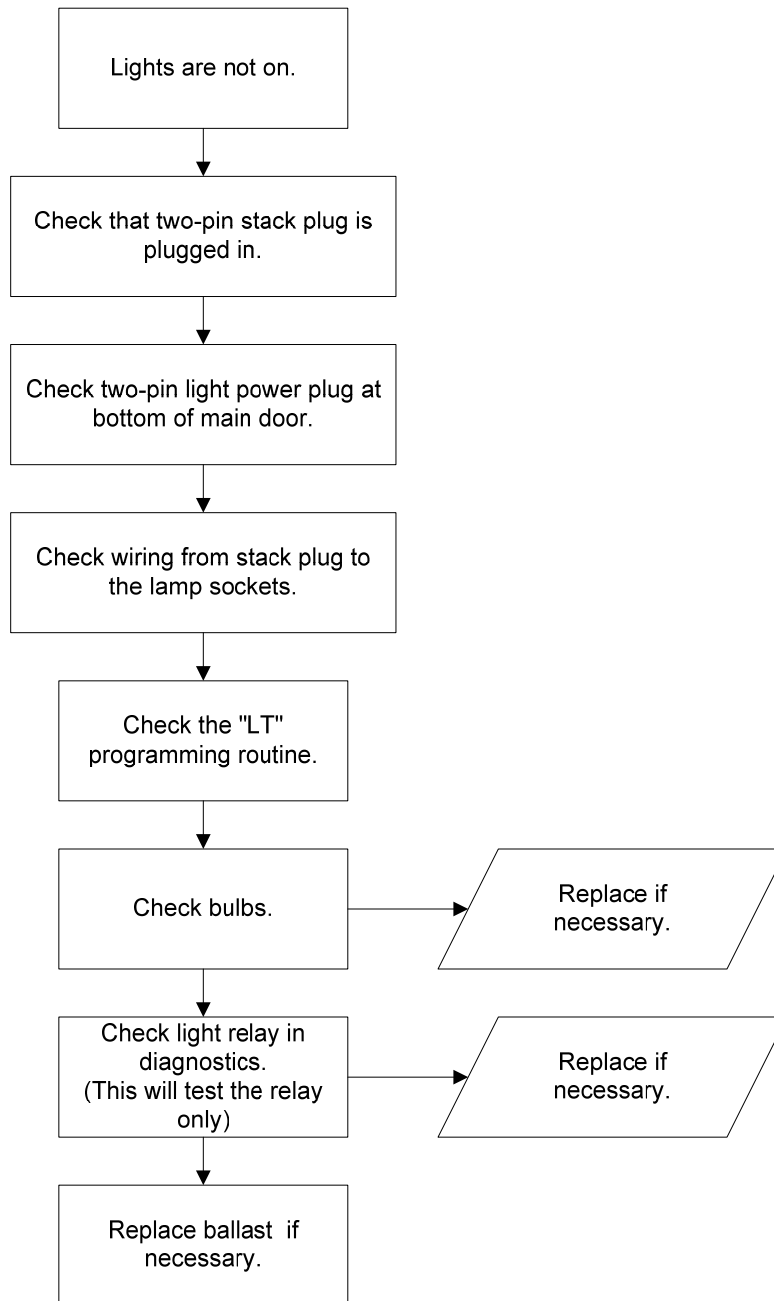 Lights are not on.
Check that two-pin stack plug is
plugged in.
Check two-pin light power plug at
bottom of main door.
Check wiring from stack plug to
the lamp sockets.
Check the "LT"
programming routine.
Check bulbs.
Replace if
necessary.
Check light relay in
diagnostics.
(This will test the relay
only)
Replace if
necessary.
Replace ballast if
necessary.